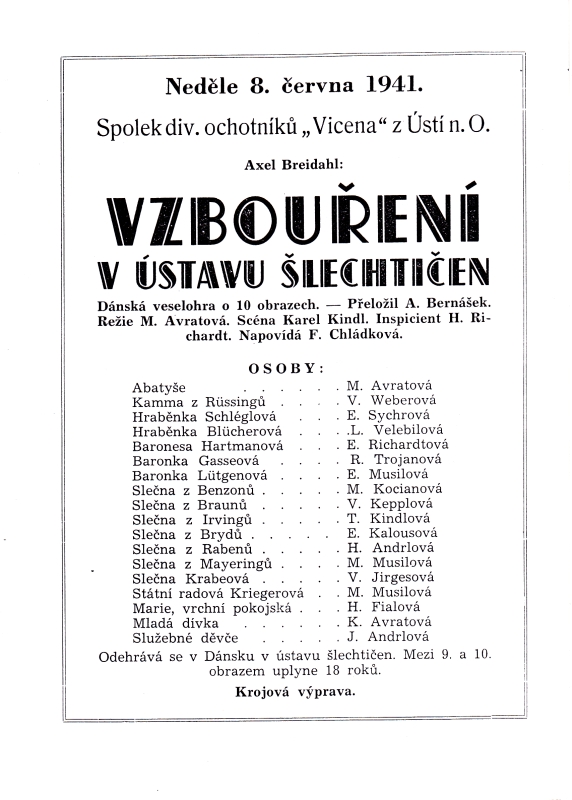 Neděle 8. června 1941.
Spolek div. ochotníků „Vicena“ z Ústí n. O.
Axel Breidahl:
VZBOUŘENÍ
V ÚSTAVU ŠLECHTIČEN
Dánská veselohra o 10 obrazech. — Přeložil A. Bernášek.
Režie M. Avratová. Scéna Karel Kindl. Inspicient H. Ri-
chardt. Napovídá F. Chládková.
OSOBY:
Abatyše . . . . . . M. Avratová
Kamma z Rüssingů . . . . V. Weberová
Hraběnka Schléglová . . . E. Sychrová
Hraběnka Blücherová . . . .L. Velebilová
Baronesa Hartmanová . . . E. Richardtová
Baronka Gasseová . . . . R. Trojanová
Baronka Lütgenová . . . . E. Musilová
Slečna z Benzonů . . . . . M. Kocianová
Slečna z Braunů . . . . . V. Kepplová
Slečna z Irvingů . . . . . T. Kindlová
Slečna z Brydů . . . . . E. Kalousová
Slečna z Rabenů . . . . . H. Andrlová
Slečna z Mayeringů . . . . M. Musilová
Slečna Krabeová . . . . . V. Jirgesová
Státní radová Kriegerová . . M. Musilová
Marie, vrchní pokojská . . . H. Fialová
Mladá dívka . . . . . . K. Avratová
Služebné děvče . . . . . J. Andrlová
Odehrává se v Dánsku v ústavu šlechtičen. Mezi 9. a 10.
obrazem uplyne 18 roků.
Krojová výprava.